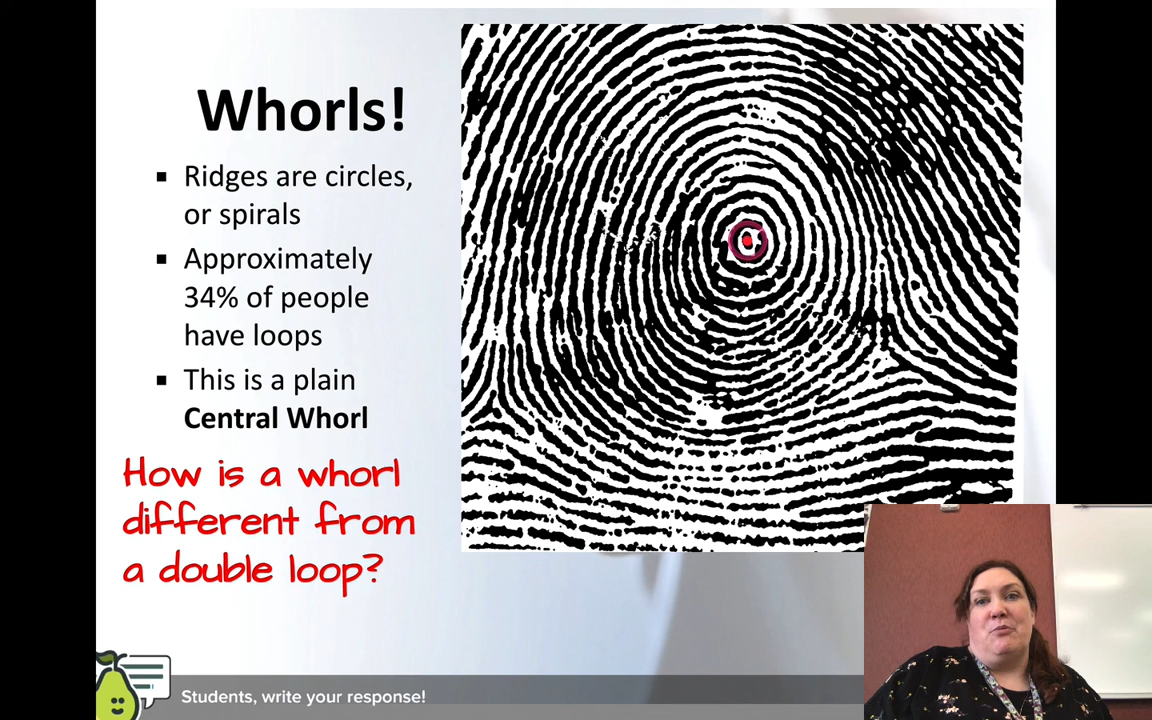 Whorls!
Ridges are circles,
or spirals
Approximately
34% of people
have loops
This is a plain
Central Whorl
How is a whorl
different from
a double loop?
Students, write your response!